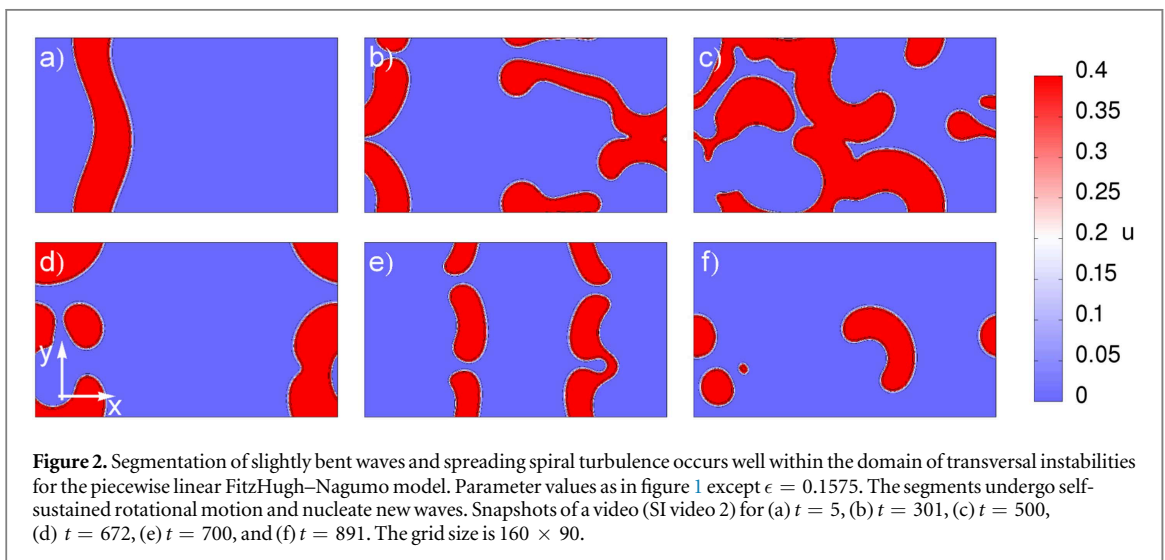 a)
b)
c)
d)
y
x
e)
f)
0.4
0.35
0.3
0.25
0.2 u
0.15
0.1
0.05
0
Figure 2. Segmentation of slightly bent waves and spreading spiral turbulence occurs well within the domain of transversal instabilities
for the piecewise linear FitzHugh–Nagumo model. Parameter values as in figure 1 except ϵ = 0.1575. The segments undergo self-
sustained rotational motion and nucleate new waves. Snapshots of a video (SI video 2) for (a) t = 5, (b) t = 301, (c) t = 500,
(d) t = 672, (e) t = 700, and (f) t = 891. The grid size is 160 × 90.